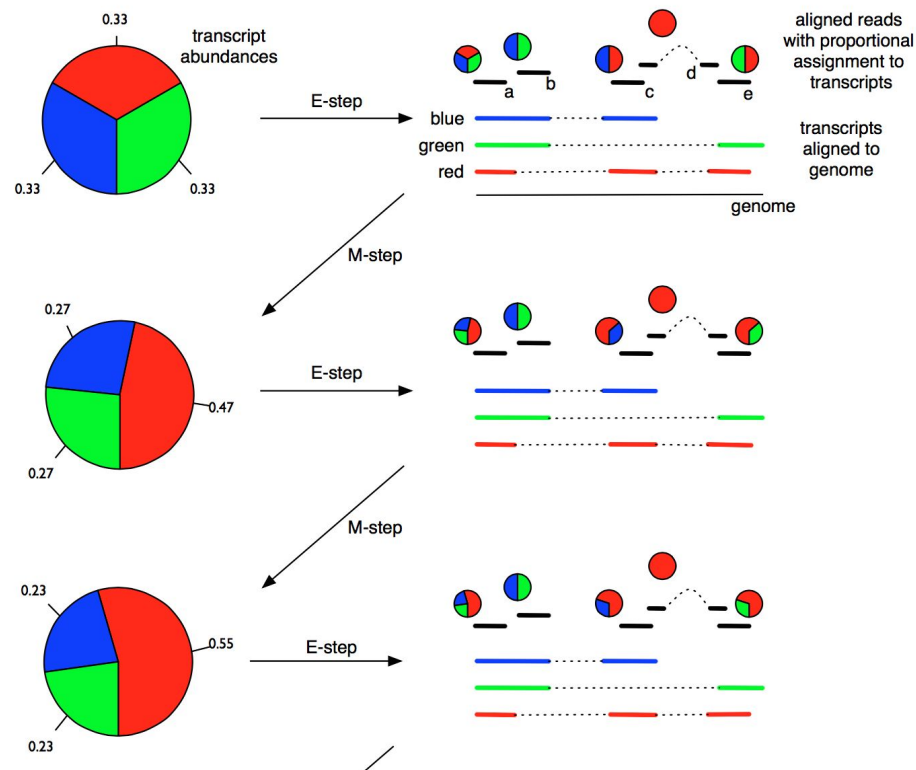 0.33
transcript
abundances
0.33
0.33
E-step
aligned reads
with proportional
assignment to
transcripts
a
b
c
d
e
blue
green
red
transcripts
aligned to
genome
genome
M-step
0.27
0.47
0.27
E-step
M-step
0.23
0.55
0.23
E-step